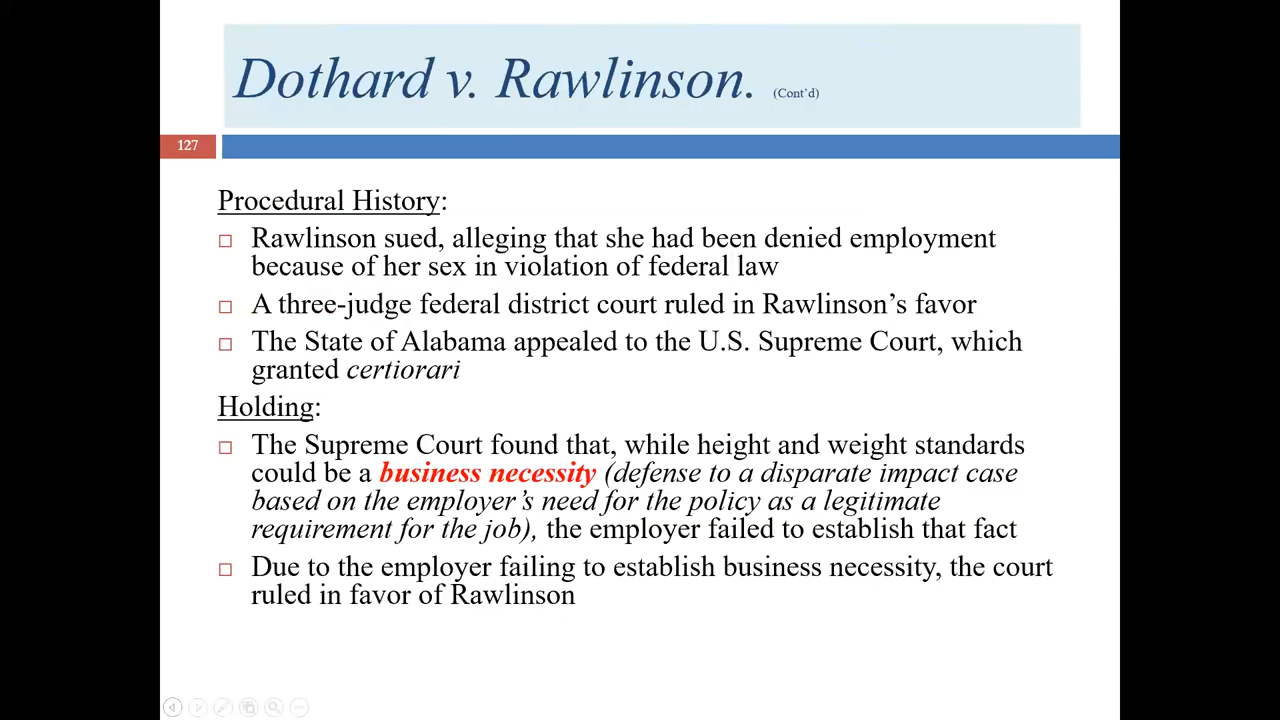 Dothard v. Rawlinson. (Cont’d)
127
Procedural History:
Rawlinson sued, alleging that she had been denied employment
because of her sex in violation of federal law
A three-judge federal district court ruled in Rawlinson’s favor
The State of Alabama appealed to the U.S. Supreme Court, which
granted certiorari
Holding:
The Supreme Court found that, while height and weight standards
could be a business necessity (defense to a disparate impact case
based on the employer’s need for the policy as a legitimate
requirement for the job), the employer failed to establish that fact
Due to the employer failing to establish business necessity, the court
ruled in favor of Rawlinson